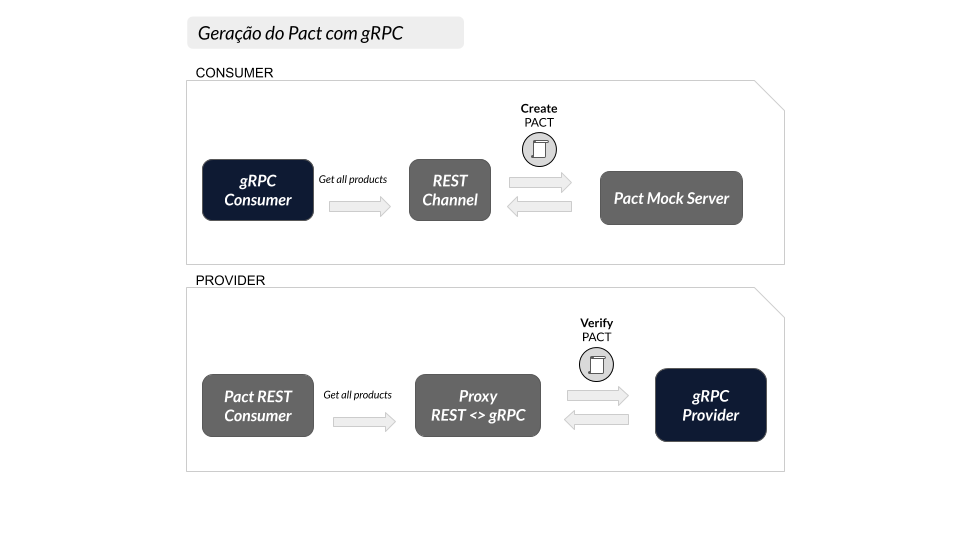 Geração do Pact com gRPC
CONSUMER
Create
PACT
gRPC
Consumer
Get all products
REST
Channel
Pact Mock Server
PROVIDER
Verify
PACT
Pact REST
Consumer
Get all products
Proxy
REST <> gRPC
gRPC
Provider